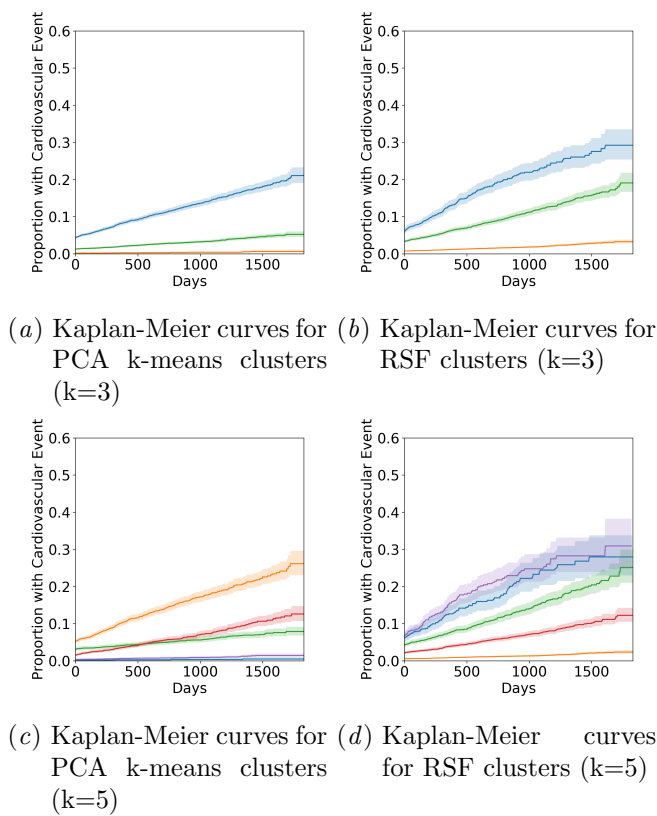 Proportion with Cardiovascular Event
0.6
0.5
0.4
0.3
0.2
0.1
0.0
0 500 1000 1500
Days
(a) Kaplan-Meier curves for
PCA k-means clusters
(k=3)
Proportion with Cardiovascular Event
0.6
0.5
0.4
0.3
0.2
0.1
0.0
0 500 1000 1500
Days
(b) Kaplan-Meier curves for
RSF clusters (k=3)
Proportion with Cardiovascular Event
0.6
0.5
0.4
0.3
0.2
0.1
0.0
0 500 1000 1500
Days
(c) Kaplan-Meier curves for
PCA k-means clusters
(k=5)
Proportion with Cardiovascular Event
0.6
0.5
0.4
0.3
0.2
0.1
0.0
0 500 1000 1500
Days
(d) Kaplan-Meier curves
for RSF clusters (k=5)